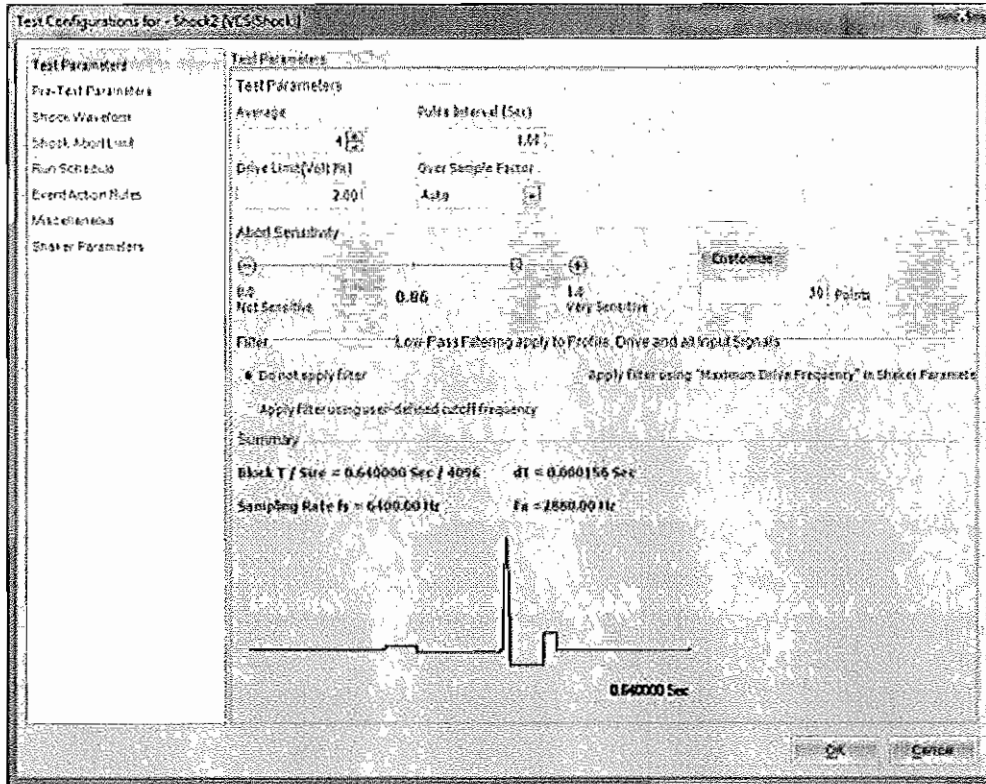 Test Configurations for - Shock2 [VCS\Shock]
Test Parameters
Pre-Test Parameters
Shock Waveform
Shock Abort Limit
Run Schedule
Event Action Rules
Miscellaneous
Shaker Parameters
Test Parameters
Test Parameters
Average
Pulse Interval (Sec)
4
1.00
Drive Limit(Volt Pk)
Over Sample Factor
2.00
Auto
Abort Sensitivity
Customize
0.0
0.86
1.0
30 Points
Not Sensitive
Very Sensitive
Filter
Low-Pass Filtering apply to Profile, Drive and all Input Signals
Do not apply filter
Apply filter using "Maximum Drive Frequency" in Shaker Paramete
Apply filter using user-defined cutoff frequency
Summary
Block T / Size = 0.640000 Sec / 4096
dT = 0.000156 Sec
Sampling Rate fs = 6400.00 Hz
Fa = 2880.00 Hz
0.640000 Sec
OK
Cancel